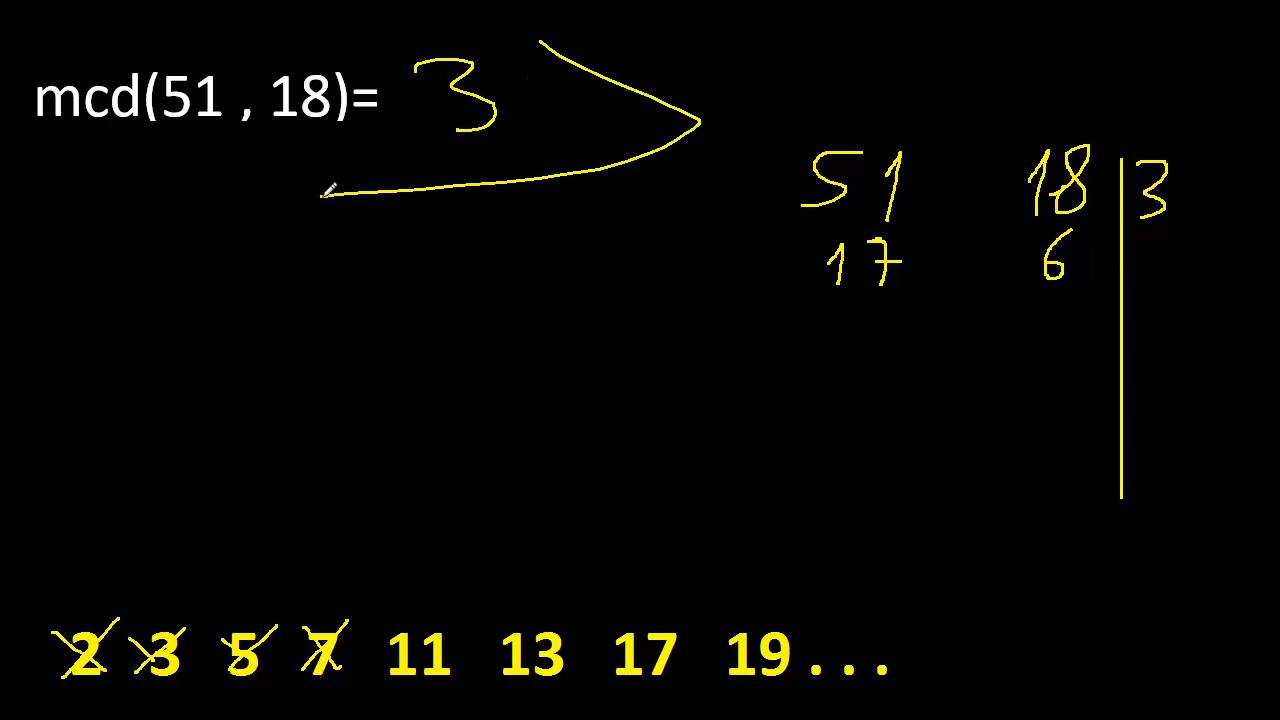 mcd(51 , 18)= 3
51 18 3
17 6
2 3 5 7 11 13 17 19 . . .